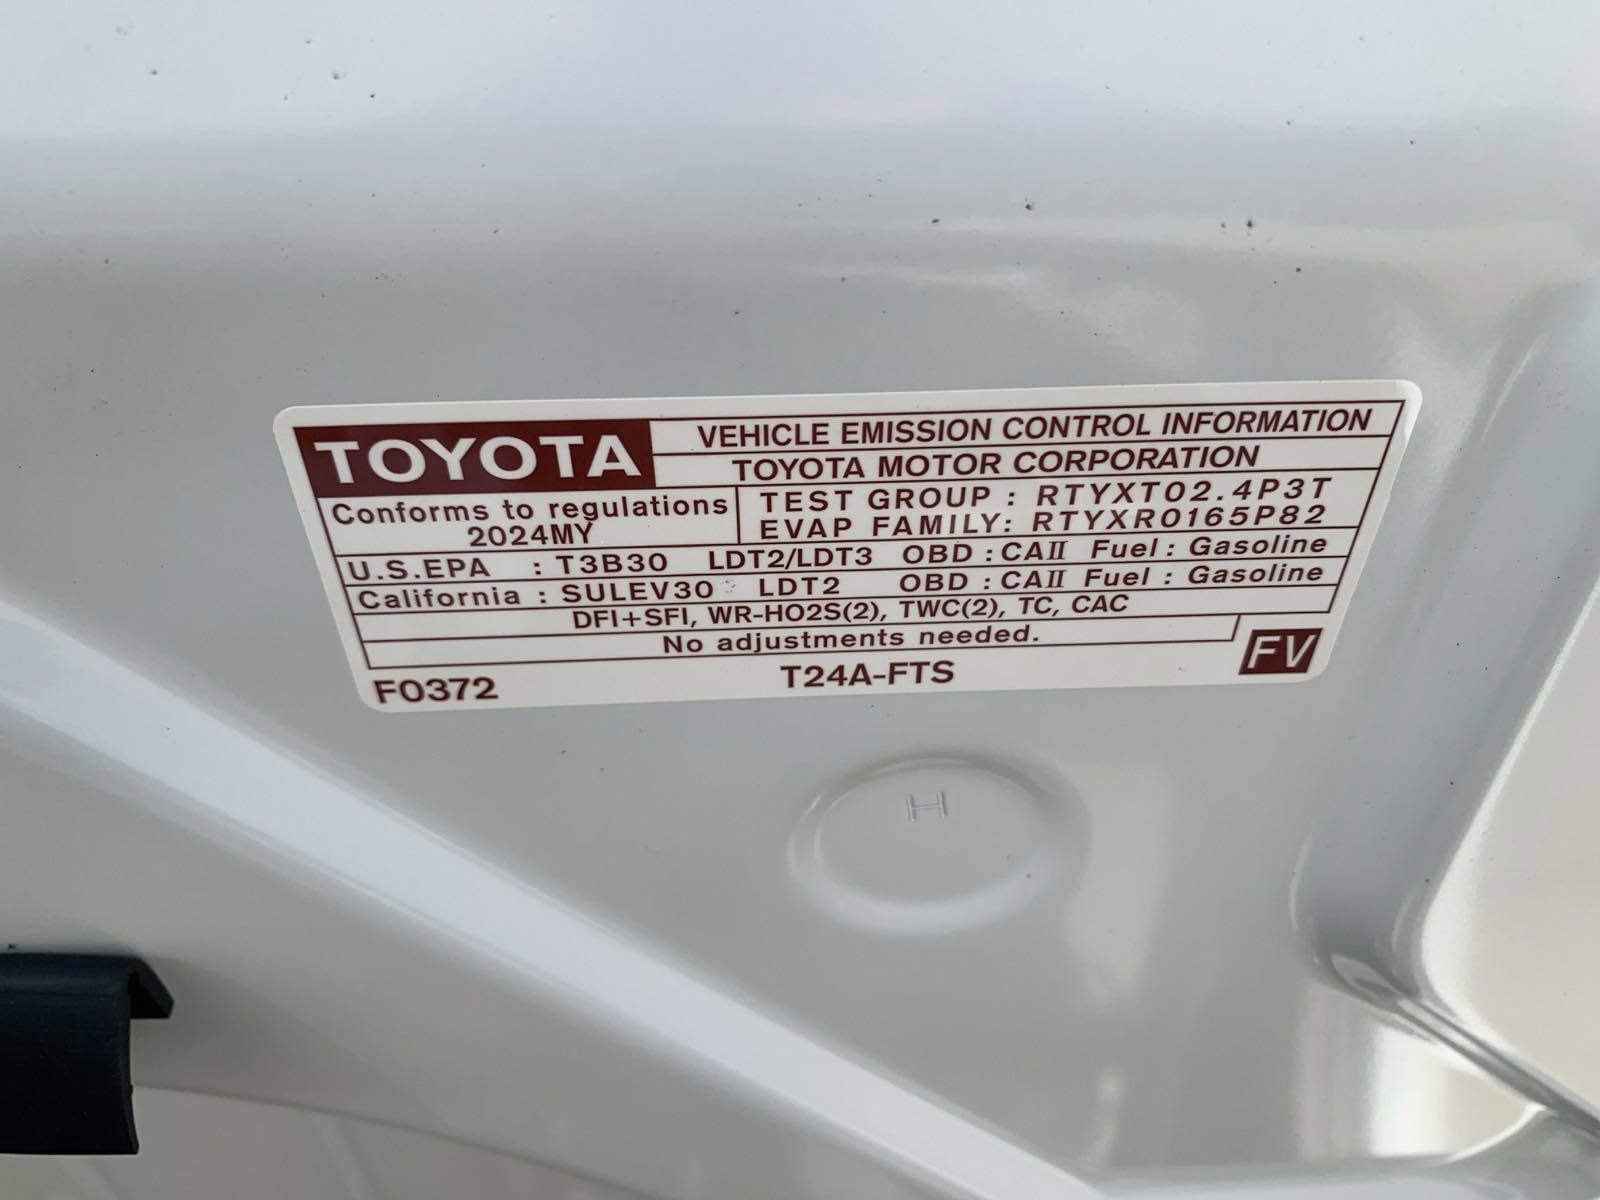 TOYOTA
VEHICLE EMISSION CONTROL INFORMATION
TOYOTA MOTOR CORPORATION
Conforms to regulations
2024MY
TEST GROUP : RTYXT02.4P3T
EVAP FAMILY: RTYXR0165P82
U.S.EPA : T3B30 LDT2/LDT3 OBD : CAII Fuel : Gasoline
California : SULEV30 LDT2 OBD : CAII Fuel : Gasoline
DFI+SFI, WR-HO2S(2), TWC(2), TC, CAC
No adjustments needed.
F0372
T24A-FTS
FV
H